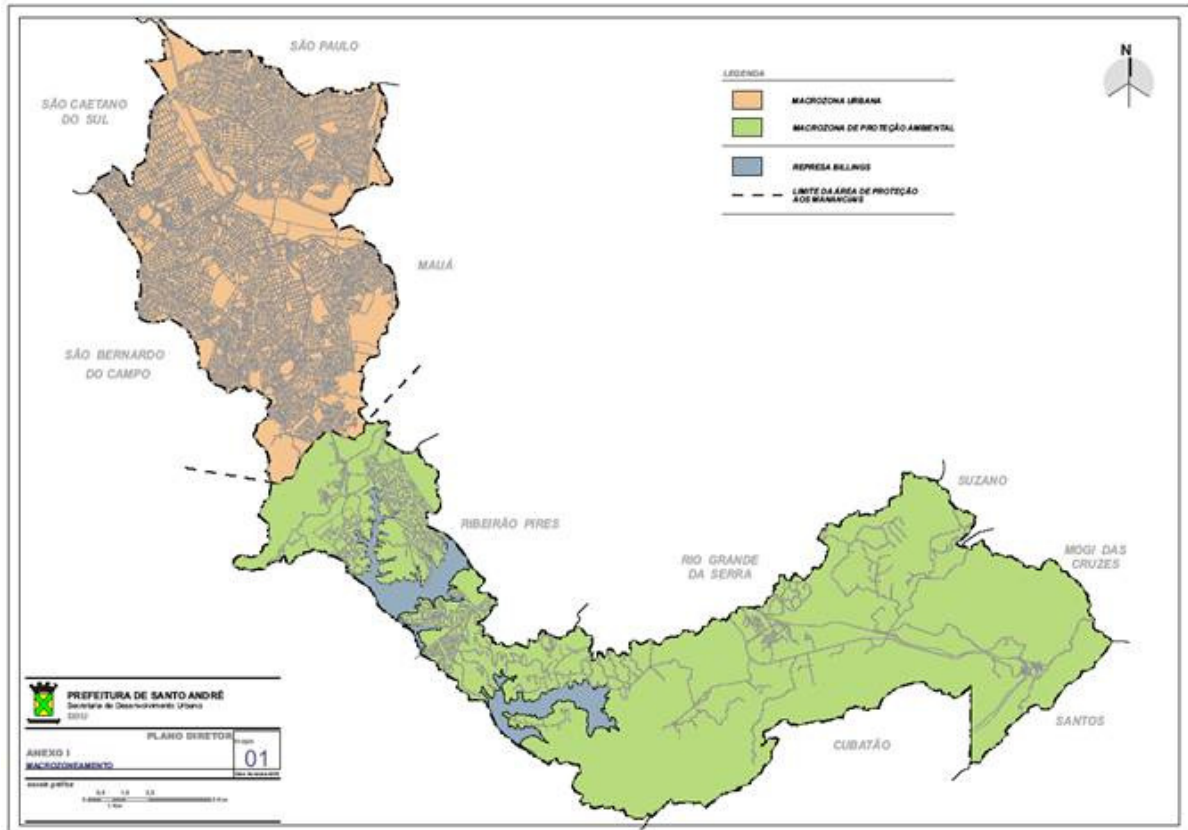 SÃO PAULO
N
SÃO CAETANO
DO SUL
LEGENDA
MACROZONA URBANA
MACROZONA DE PROTEÇÃO AMBIENTAL
REPRESA BILLINGS
LIMITE DA ÁREA DE PROTEÇÃO
AOS MANANCIAIS
MAUÁ
SÃO BERNARDO
DO CAMPO
SUZANO
RIBEIRÃO PIRES
MOGI DAS
CRUZES
RIO GRANDE
DA SERRA
SANTOS
CUBATÃO
PREFEITURA DE SANTO ANDRÉ
Secretaria de Desenvolvimento Urbano
PLANO DIRETOR
ANEXO I
01
MACROZONEAMENTO
escala gráfica